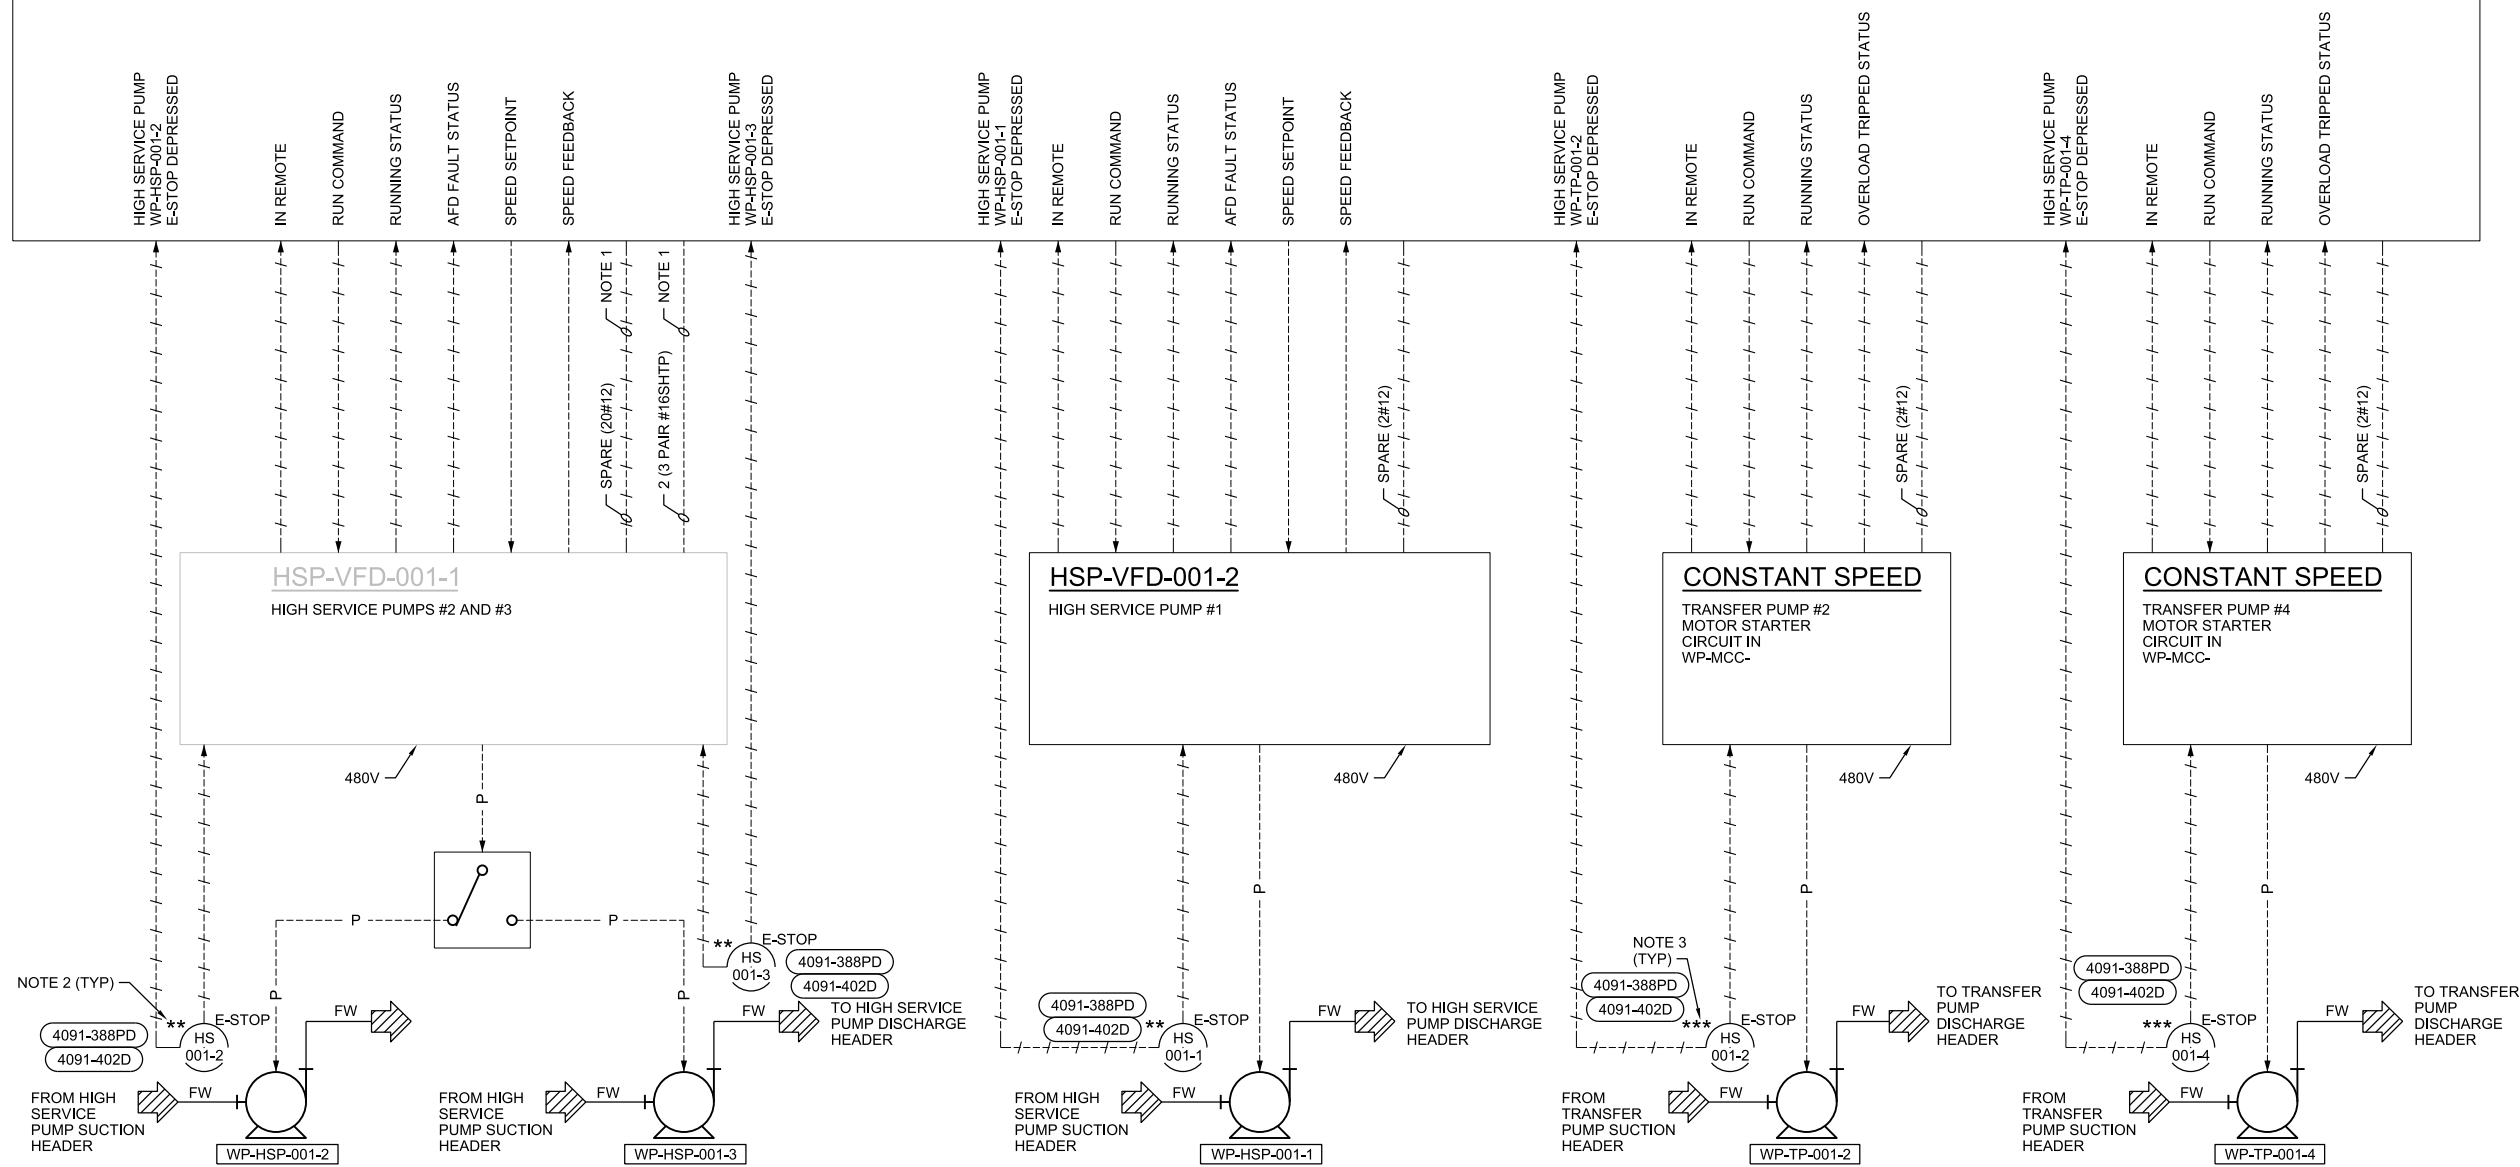 HIGH SERVICE PUMP
WP-HSP-001-2
E-STOP DEPRESSED
IN REMOTE
RUN COMMAND
RUNNING STATUS
AFD FAULT STATUS
SPEED SETPOINT
SPEED FEEDBACK
HIGH SERVICE PUMP
WP-HSP-001-3
E-STOP DEPRESSED
HIGH SERVICE PUMP
WP-HSP-001-1
E-STOP DEPRESSED
IN REMOTE
RUN COMMAND
RUNNING STATUS
AFD FAULT STATUS
SPEED SETPOINT
SPEED FEEDBACK
HIGH SERVICE PUMP
WP-TP-001-2
E-STOP DEPRESSED
IN REMOTE
RUN COMMAND
RUNNING STATUS
OVERLOAD TRIPPED STATUS
HIGH SERVICE PUMP
WP-TP-001-4
E-STOP DEPRESSED
IN REMOTE
RUN COMMAND
RUNNING STATUS
OVERLOAD TRIPPED STATUS
NOTE 1
NOTE 1
SPARE (20#12)
2 (3 PAIR #16SHTP)
SPARE (2#12)
SPARE (2#12)
SPARE (2#12)
HSP-VFD-001-1
HIGH SERVICE PUMPS #2 AND #3
HSP-VFD-001-2
HIGH SERVICE PUMP #1
CONSTANT SPEED
TRANSFER PUMP #2
MOTOR STARTER
CIRCUIT IN
WP-MCC-
CONSTANT SPEED
TRANSFER PUMP #4
MOTOR STARTER
CIRCUIT IN
WP-MCC-
480V
480V
480V
480V
P
P
P
P
P
P
P
P
NOTE 2 (TYP)
4091-388PD
4091-402D
**
E-STOP
HS
001-2
FW
FROM HIGH
SERVICE
PUMP SUCTION
HEADER
FW
WP-HSP-001-2
**
E-STOP
HS
001-3
4091-388PD
4091-402D
FW
TO HIGH SERVICE
PUMP DISCHARGE
HEADER
FROM HIGH
SERVICE
PUMP SUCTION
HEADER
FW
WP-HSP-001-3
4091-388PD
4091-402D
**
E-STOP
HS
001-1
FW
TO HIGH SERVICE
PUMP DISCHARGE
HEADER
FROM HIGH
SERVICE
PUMP SUCTION
HEADER
FW
WP-HSP-001-1
NOTE 3
(TYP)
4091-388PD
4091-402D
***
E-STOP
HS
001-2
FW
TO TRANSFER
PUMP
DISCHARGE
HEADER
FROM
TRANSFER
PUMP SUCTION
HEADER
FW
WP-TP-001-2
4091-388PD
4091-402D
***
E-STOP
HS
001-4
FW
TO TRANSFER
PUMP
DISCHARGE
HEADER
FROM
TRANSFER
PUMP SUCTION
HEADER
FW
WP-TP-001-4